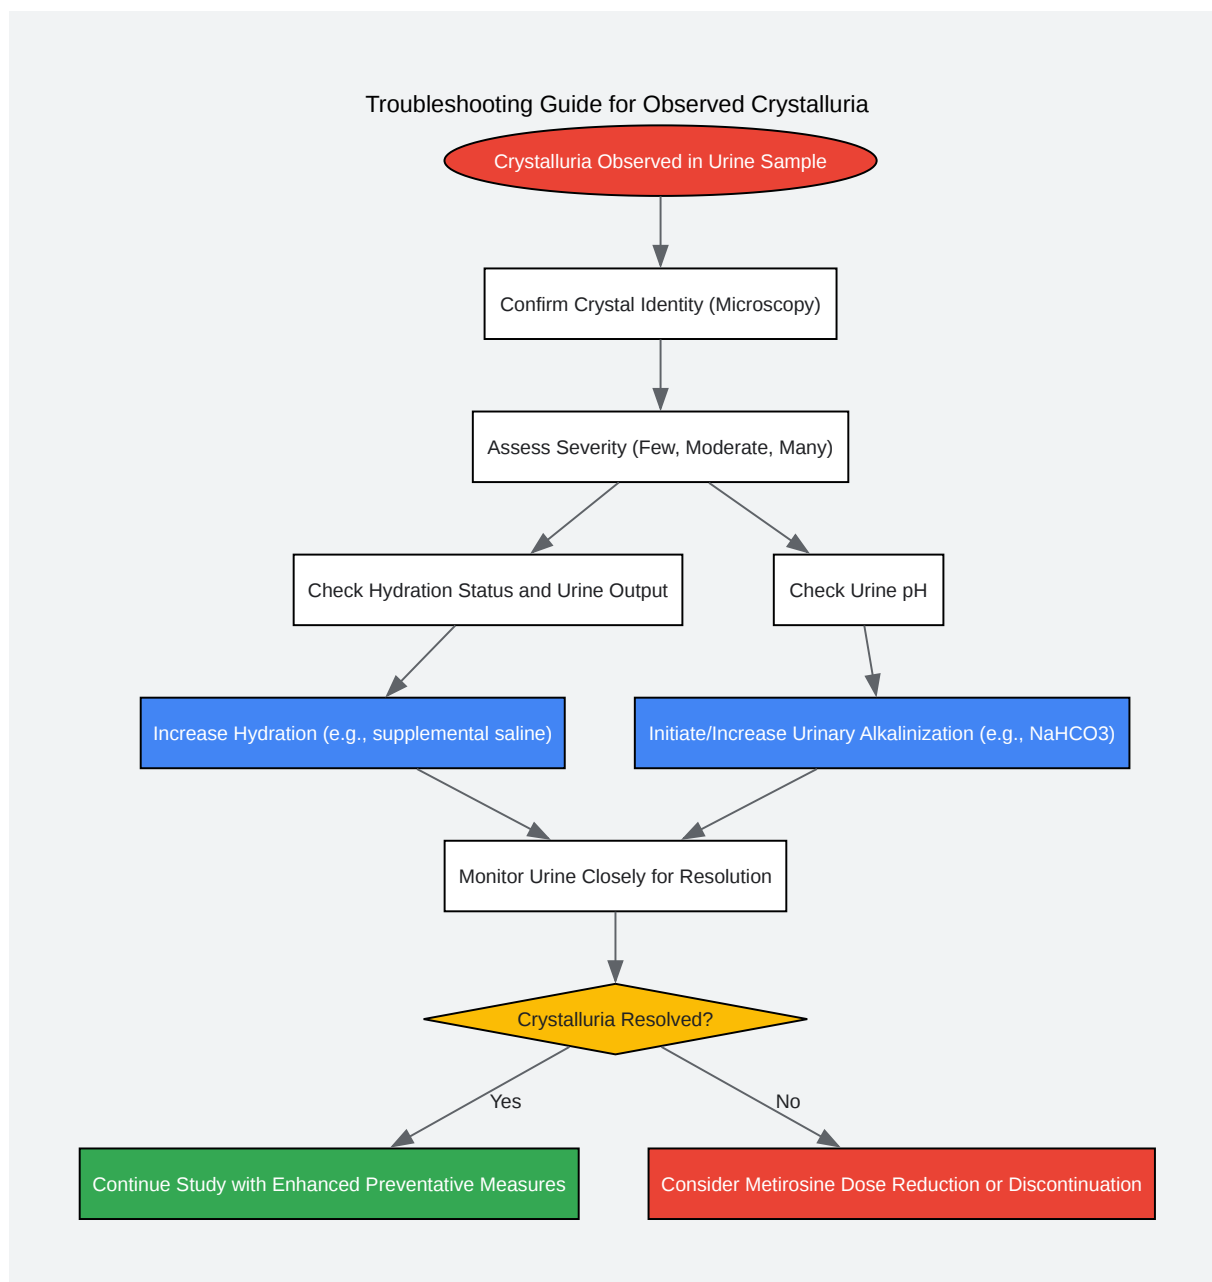 Troubleshooting Guide for Observed Crystalluria
Crystalluria Observed in Urine Sample
Confirm Crystal Identity (Microscopy)
Assess Severity (Few, Moderate, Many)
Check Hydration Status and Urine Output
Check Urine pH
Increase Hydration (e.g., supplemental saline)
Initiate/Increase Urinary Alkalinization (e.g., NaHCO3)
Monitor Urine Closely for Resolution
Crystalluria Resolved?
Yes
No
Continue Study with Enhanced Preventative Measures
Consider Metirosine Dose Reduction or Discontinuation